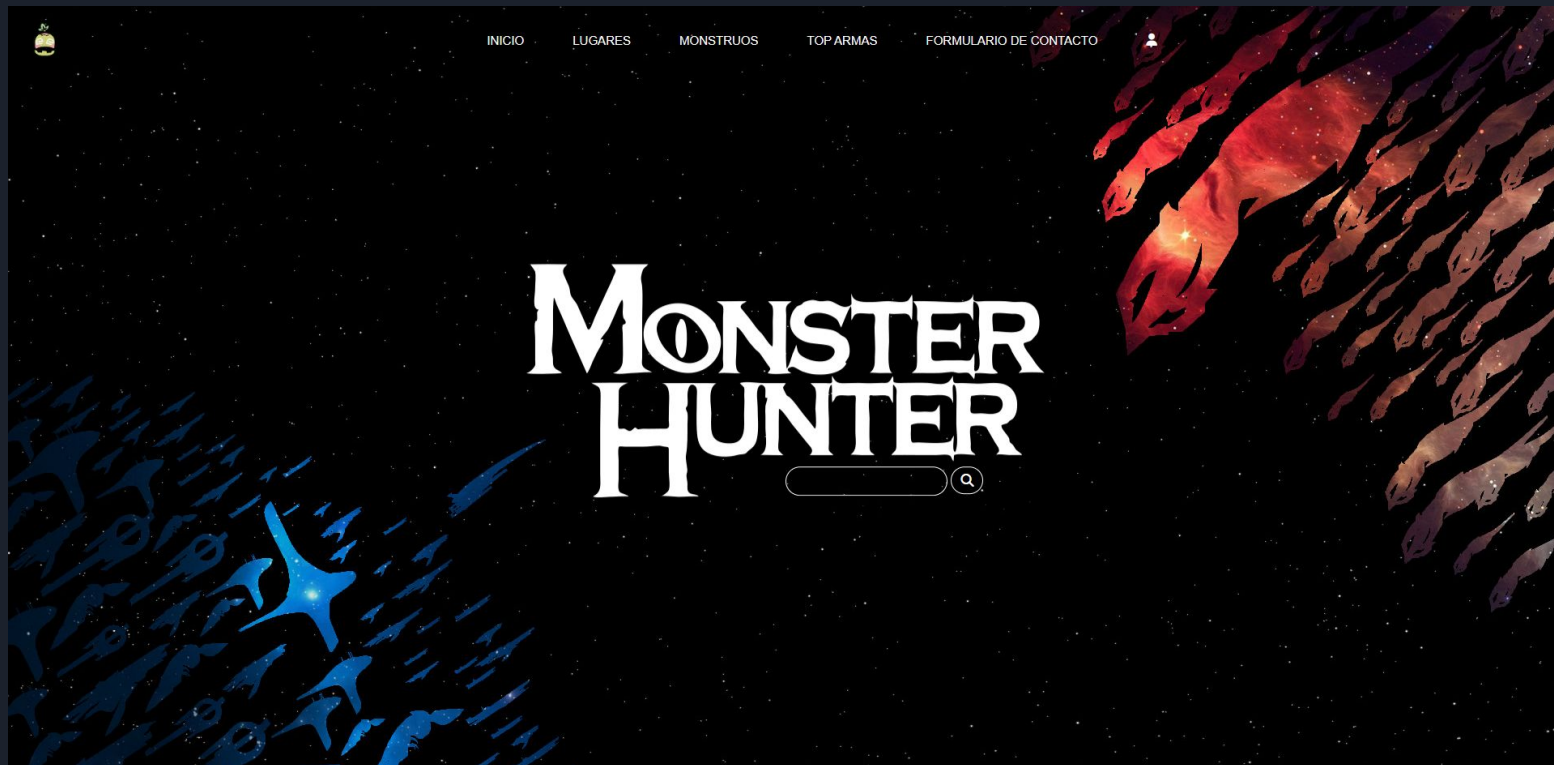 INICIO LUGARES MONSTRUOS TOP ARMAS FORMULARIO DE CONTACTO
MONSTER
HUNTER